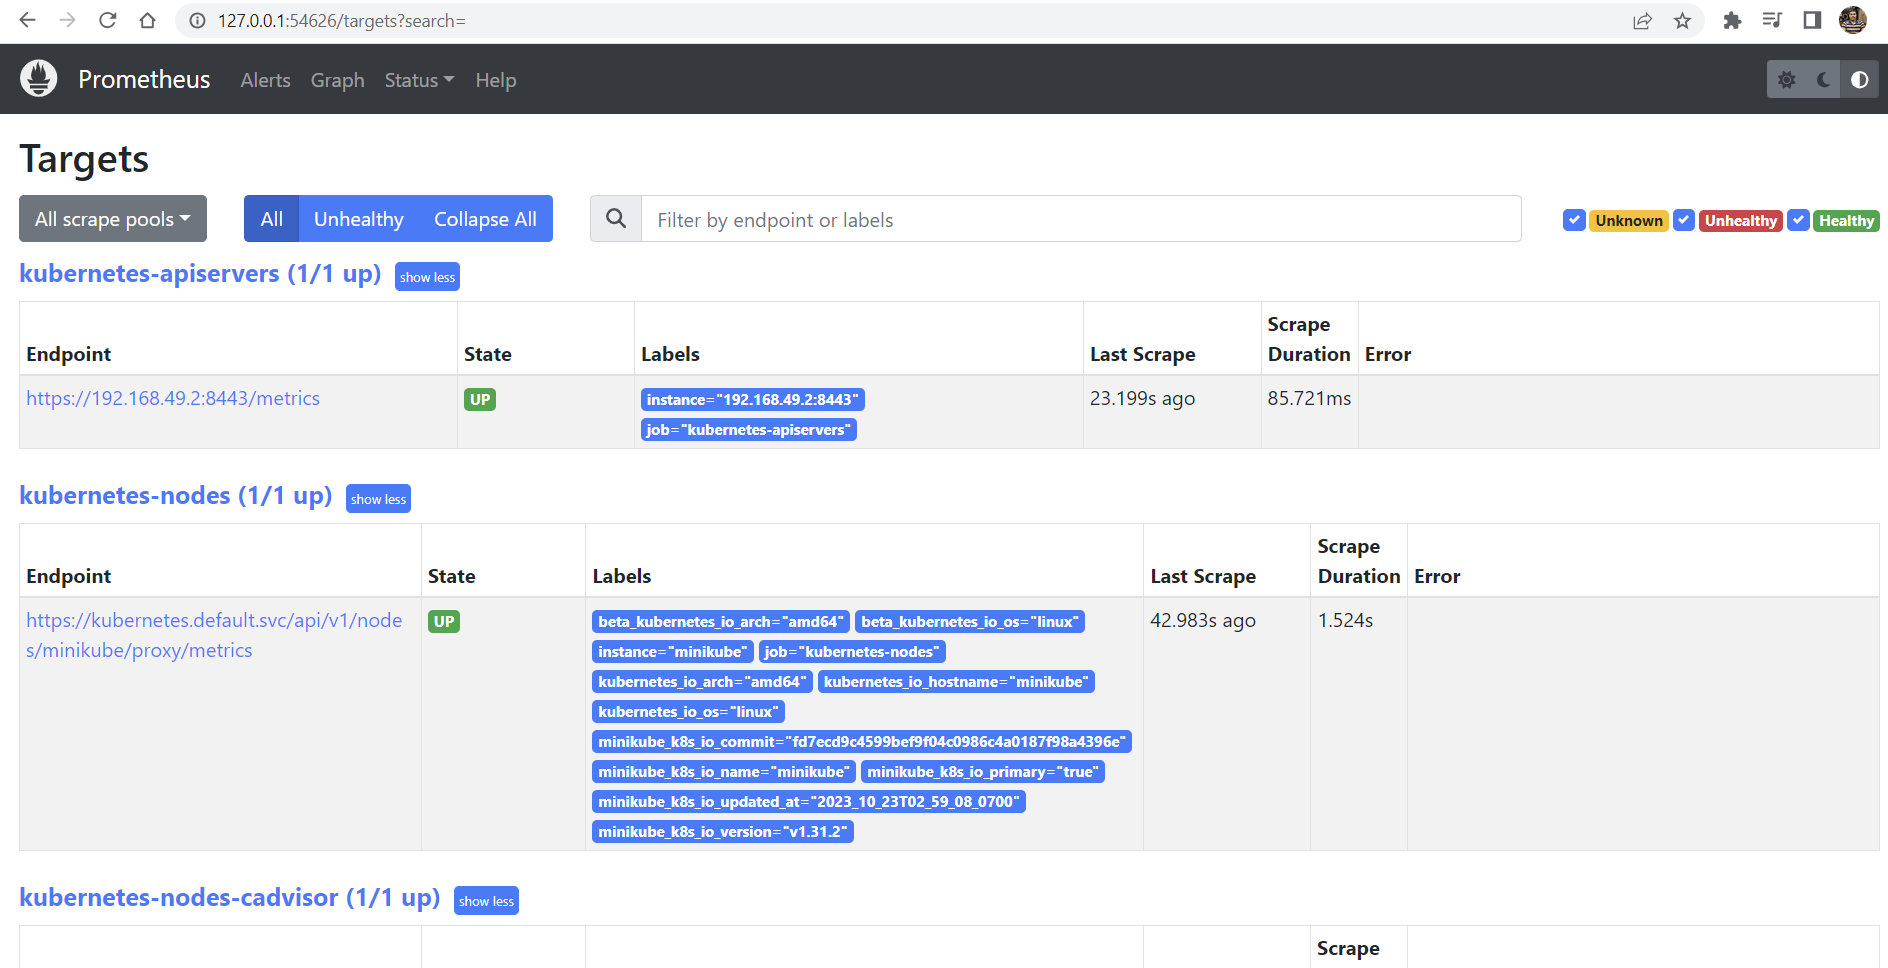 127.0.0.1:54626/targets?search=
Prometheus Alerts Graph Status Help
Targets
All scrape pools All Unhealthy Collapse All Filter by endpoint or labels Unknown Unhealthy Healthy
kubernetes-apiservers (1/1 up) show less
Endpoint State Labels Last Scrape Scrape Duration Error
https://192.168.49.2:8443/metrics UP instance="192.168.49.2:8443" 23.199s ago 85.721ms
job="kubernetes-apiservers"
kubernetes-nodes (1/1 up) show less
Endpoint State Labels Last Scrape Scrape Duration Error
https://kubernetes.default.svc/api/v1/node UP beta_kubernetes_io_arch="amd64" beta_kubernetes_io_os="linux" 42.983s ago 1.524s
s/minikube/proxy/metrics instance="minikube" job="kubernetes-nodes"
kubernetes_io_arch="amd64" kubernetes_io_hostname="minikube"
kubernetes_io_os="linux"
minikube_k8s_io_commit="fd7ecd9c4599bef9f04c0986c4a0187f98a4396e"
minikube_k8s_io_name="minikube" minikube_k8s_io_primary="true"
minikube_k8s_io_updated_at="2023_10_23T02_59_08_0700"
minikube_k8s_io_version="v1.31.2"
kubernetes-nodes-cadvisor (1/1 up) show less
Scrape